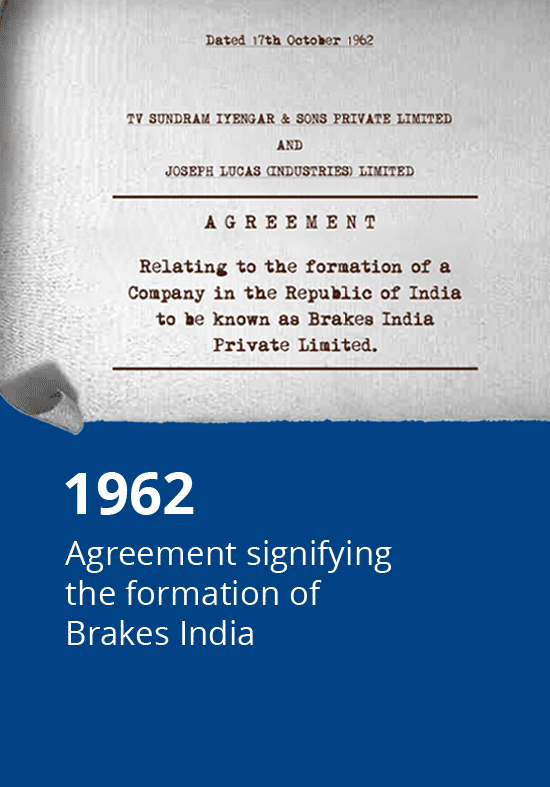 Dated 17th October 1962
TV SUNDRAM IYENGAR & SONS PRIVATE LIMITED
AND
JOSEPH LUCAS (INDUSTRIES) LIMITED
AGREEMENT
Relating to the formation of a
Company in the Republic of India
to be known as Brakes India
Private Limited.
1962
Agreement signifying
the formation of
Brakes India